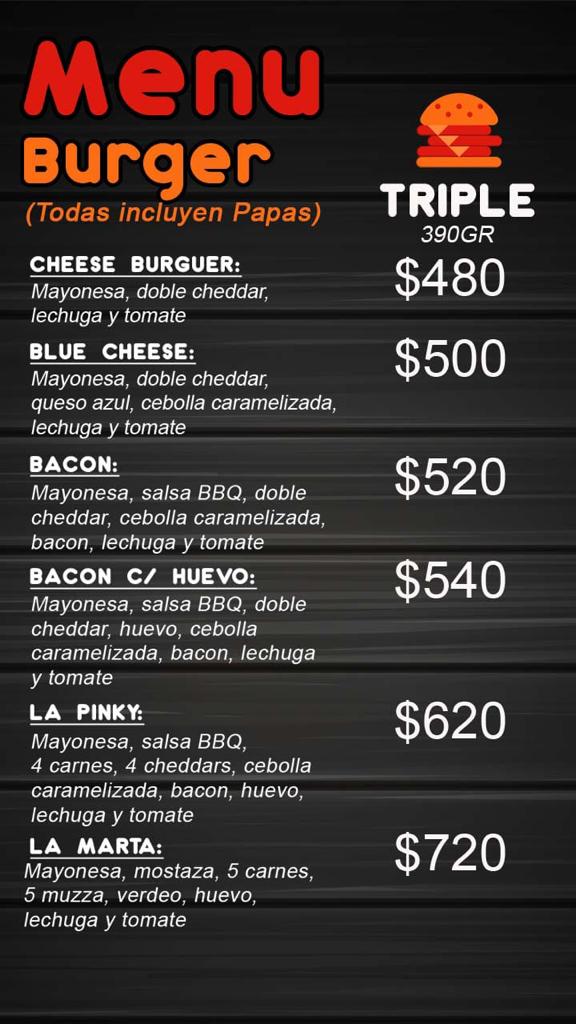 Menu
Burger
(Todas incluyen Papas)
TRIPLE
390GR
CHEESE BURGUER:
$480
Mayonesa, doble cheddar,
lechuga y tomate
BLUE CHEESE:
$500
Mayonesa, doble cheddar,
queso azul, cebolla caramelizada,
lechuga y tomate
BACON:
$520
Mayonesa, salsa BBQ, doble
cheddar, cebolla caramelizada,
bacon, lechuga y tomate
BACON C/ HUEVO:
$540
Mayonesa, salsa BBQ, doble
cheddar, huevo, cebolla
caramelizada, bacon, lechuga
y tomate
LA PINKY:
$620
Mayonesa, salsa BBQ,
4 carnes, 4 cheddars, cebolla
caramelizada, bacon, huevo,
lechuga y tomate
LA MARTA:
$720
Mayonesa, mostaza, 5 carnes,
5 muzza, verdeo, huevo,
lechuga y tomate